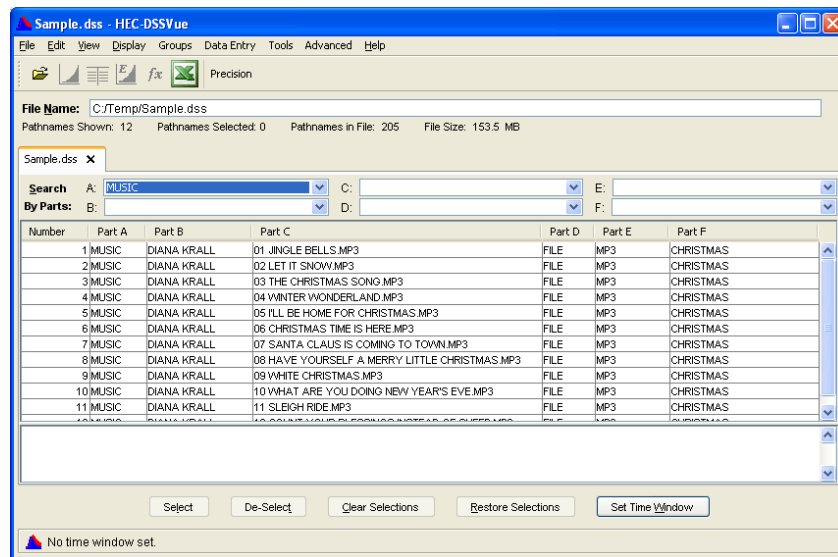 Sample.dss - HEC-DSSVue
File Edit View Display Groups Data Entry Tools Advanced Help
E fx Precision
File Name: C:/Temp/Sample.dss
Pathnames Shown: 12 Pathnames Selected: 0 Pathnames in File: 205 File Size: 153.5 MB
Sample.dss
Search A: MUSIC C: E:
By Parts: B: D: F:
Number Part A Part B Part C Part D Part E Part F
1 MUSIC DIANA KRALL 01 JINGLE BELLS.MP3 FILE MP3 CHRISTMAS
2 MUSIC DIANA KRALL 02 LET IT SNOW.MP3 FILE MP3 CHRISTMAS
3 MUSIC DIANA KRALL 03 THE CHRISTMAS SONG.MP3 FILE MP3 CHRISTMAS
4 MUSIC DIANA KRALL 04 WINTER WONDERLAND.MP3 FILE MP3 CHRISTMAS
5 MUSIC DIANA KRALL 05 I'LL BE HOME FOR CHRISTMAS.MP3 FILE MP3 CHRISTMAS
6 MUSIC DIANA KRALL 06 CHRISTMAS TIME IS HERE.MP3 FILE MP3 CHRISTMAS
7 MUSIC DIANA KRALL 07 SANTA CLAUS IS COMING TO TOWN.MP3 FILE MP3 CHRISTMAS
8 MUSIC DIANA KRALL 08 HAVE YOURSELF A MERRY LITTLE CHRISTMAS.MP3 FILE MP3 CHRISTMAS
9 MUSIC DIANA KRALL 09 WHITE CHRISTMAS.MP3 FILE MP3 CHRISTMAS
10 MUSIC DIANA KRALL 10 WHAT ARE YOU DOING NEW YEAR'S EVE.MP3 FILE MP3 CHRISTMAS
11 MUSIC DIANA KRALL 11 SLEIGH RIDE.MP3 FILE MP3 CHRISTMAS
Select De-Select Clear Selections Restore Selections Set Time Window
No time window set.